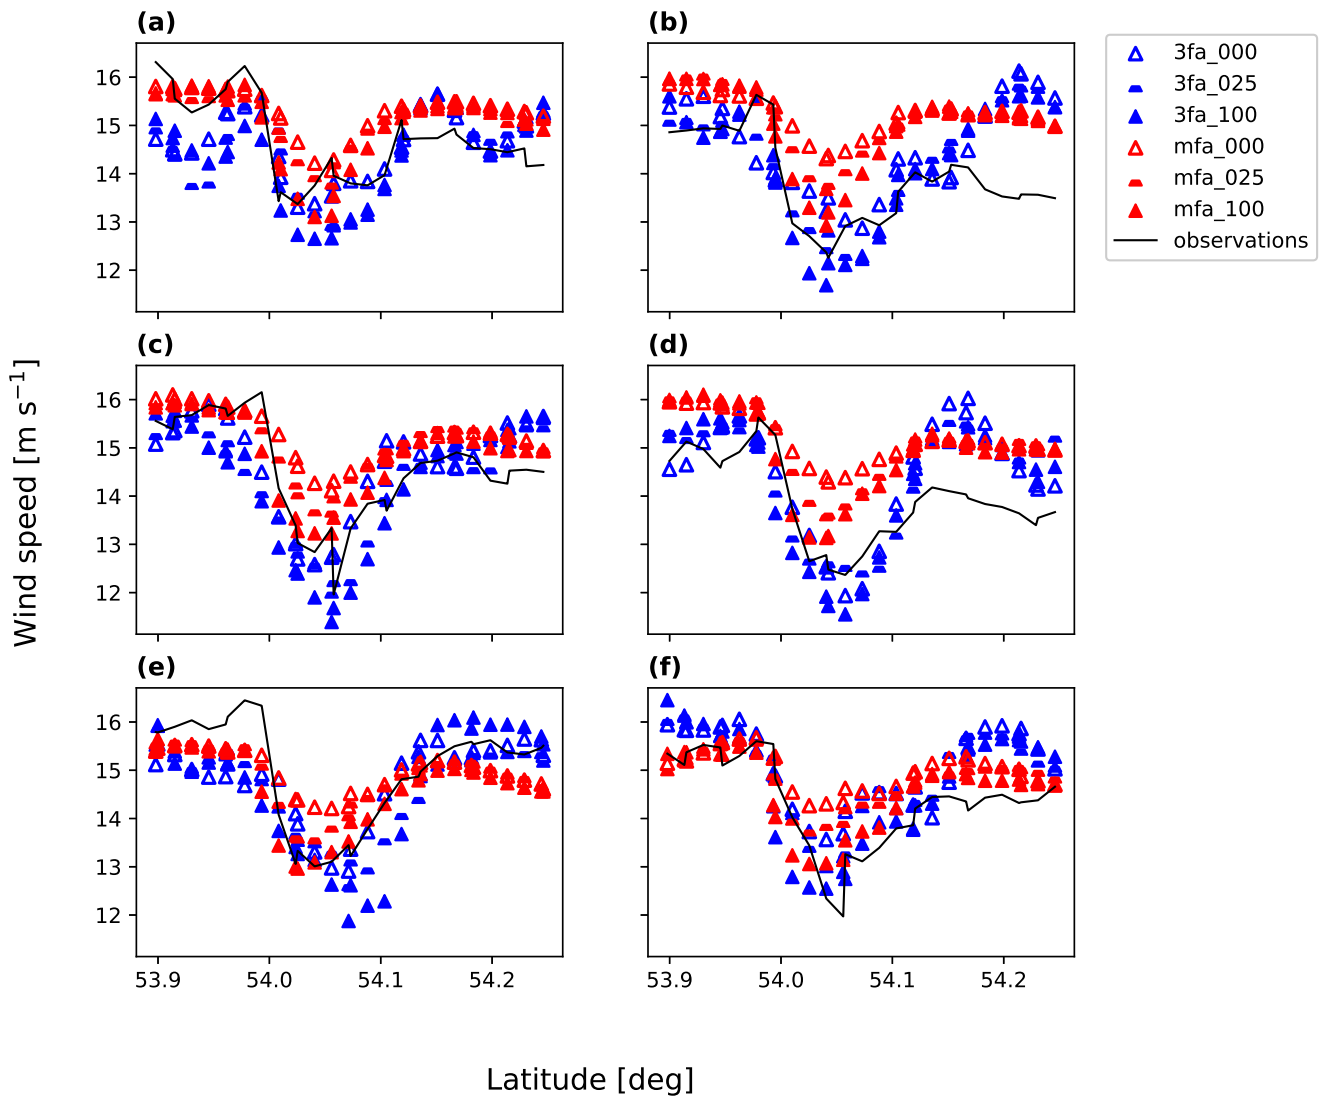 (a)
(b)
16
15
14
13
12
3fa_000
3fa_025
3fa_100
mfa_000
mfa_025
mfa_100
observations
(c)
(d)
16
15
14
13
12
Wind speed [m s⁻¹]
(e)
(f)
16
15
14
13
12
53.9 54.0 54.1 54.2
53.9 54.0 54.1 54.2
Latitude [deg]